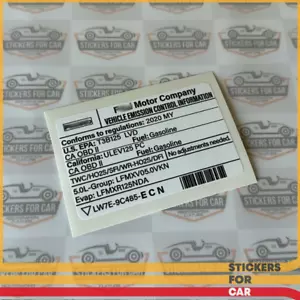 Motor Company
VEHICLE EMISSION CONTROL INFORMATION
Conforms to regulations: 2020 MY
U.S. EPA: T3B125 LVD
CA OBD II Fuel: Gasoline
California: ULEV125 PC
CA OBD II Fuel: Gasoline
TWC/HO2S/SFI/WR-HO2S/DFI No adjustments needed.
5.0L-Group: LFMXV05.0VKN
Evap: LFMXR0125NDA
LW7E-9C485-E C N
STICKERS FOR CAR
STICKERS
FOR
CAR